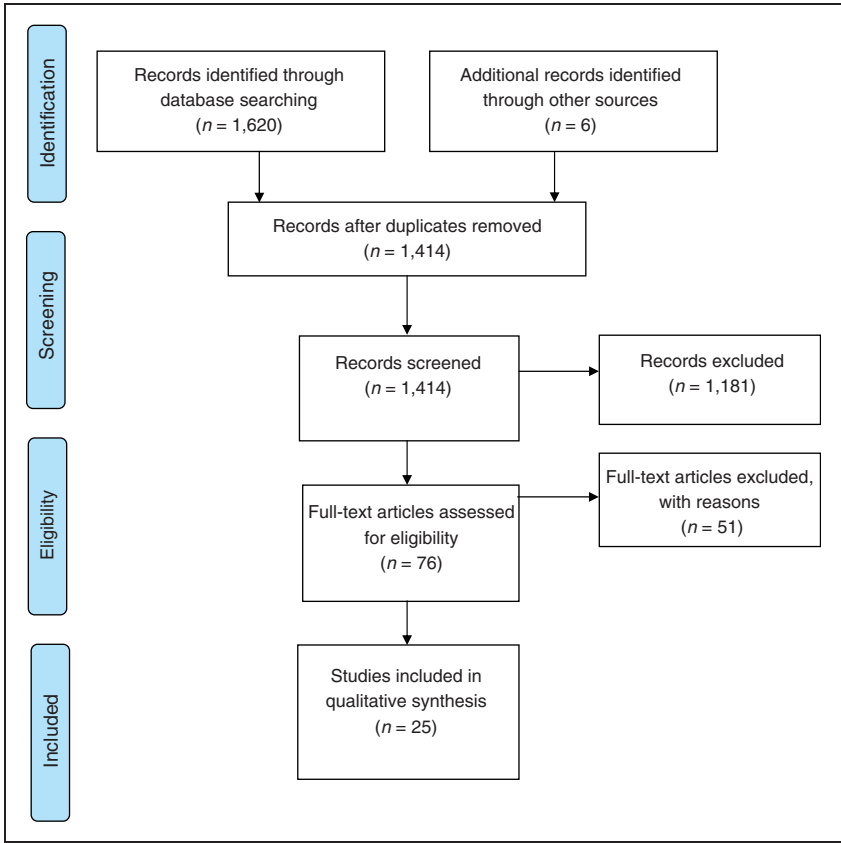 Identification
Records identified through
database searching
(n = 1,620)
Additional records identified
through other sources
(n = 6)
Records after duplicates removed
(n = 1,414)
Screening
Records screened
(n = 1,414)
Records excluded
(n = 1,181)
Eligibility
Full-text articles assessed
for eligibility
(n = 76)
Full-text articles excluded,
with reasons
(n = 51)
Included
Studies included in
qualitative synthesis
(n = 25)